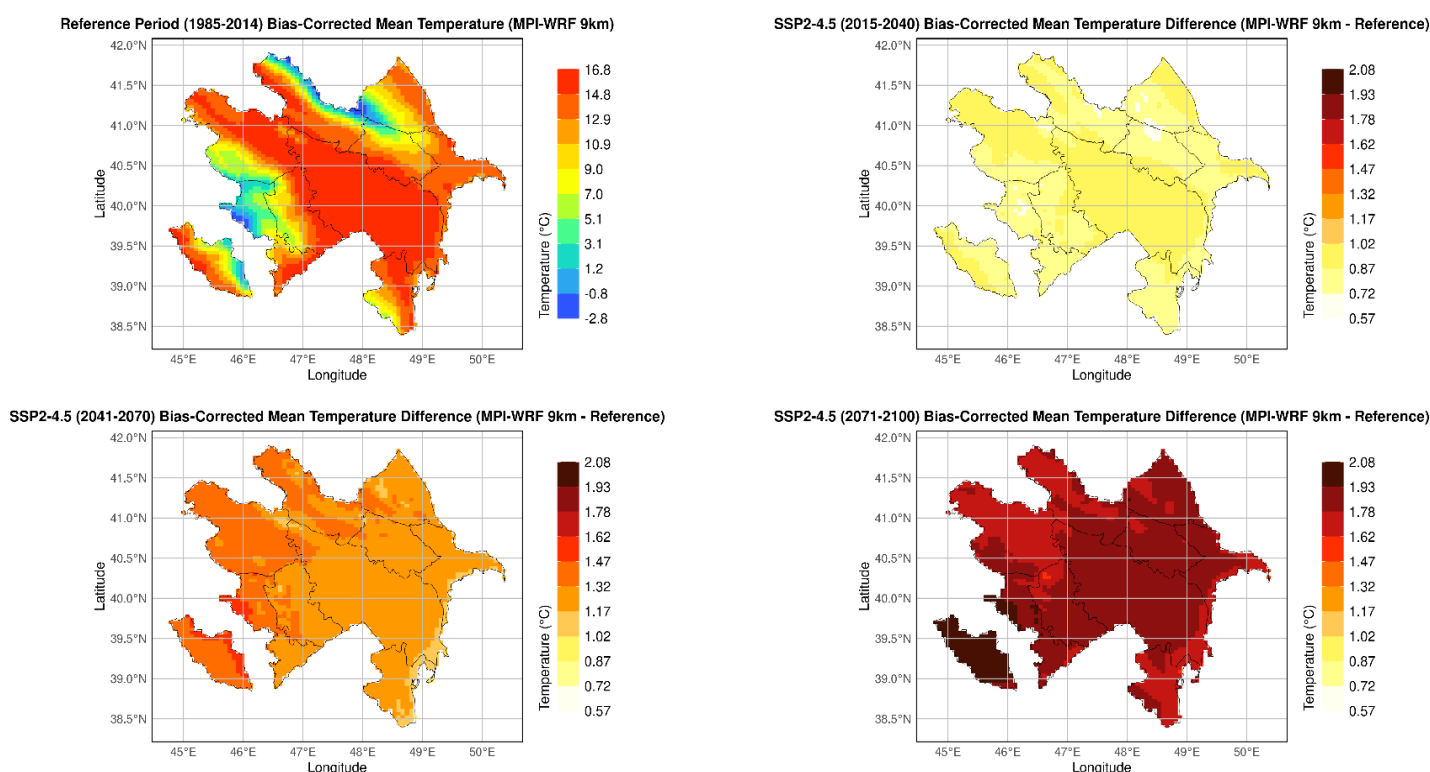 Reference Period (1985-2014) Bias-Corrected Mean Temperature (MPI-WRF 9km)
42.0°N
41.5°N
41.0°N
40.5°N
40.0°N
39.5°N
39.0°N
38.5°N
Latitude
45°E 46°E 47°E 48°E 49°E 50°E
Longitude
Temperature (°C)
16.8
14.8
12.9
10.9
9.0
7.0
5.1
3.1
1.2
-0.8
-2.8
SSP2-4.5 (2015-2040) Bias-Corrected Mean Temperature Difference (MPI-WRF 9km - Reference)
42.0°N
41.5°N
41.0°N
40.5°N
40.0°N
39.5°N
39.0°N
38.5°N
Latitude
45°E 46°E 47°E 48°E 49°E 50°E
Longitude
Temperature (°C)
2.08
1.93
1.78
1.62
1.47
1.32
1.17
1.02
0.87
0.72
0.57
SSP2-4.5 (2041-2070) Bias-Corrected Mean Temperature Difference (MPI-WRF 9km - Reference)
42.0°N
41.5°N
41.0°N
40.5°N
40.0°N
39.5°N
39.0°N
38.5°N
Latitude
45°E 46°E 47°E 48°E 49°E 50°E
Longitude
Temperature (°C)
2.08
1.93
1.78
1.62
1.47
1.32
1.17
1.02
0.87
0.72
0.57
SSP2-4.5 (2071-2100) Bias-Corrected Mean Temperature Difference (MPI-WRF 9km - Reference)
42.0°N
41.5°N
41.0°N
40.5°N
40.0°N
39.5°N
39.0°N
38.5°N
Latitude
45°E 46°E 47°E 48°E 49°E 50°E
Longitude
Temperature (°C)
2.08
1.93
1.78
1.62
1.47
1.32
1.17
1.02
0.87
0.72
0.57